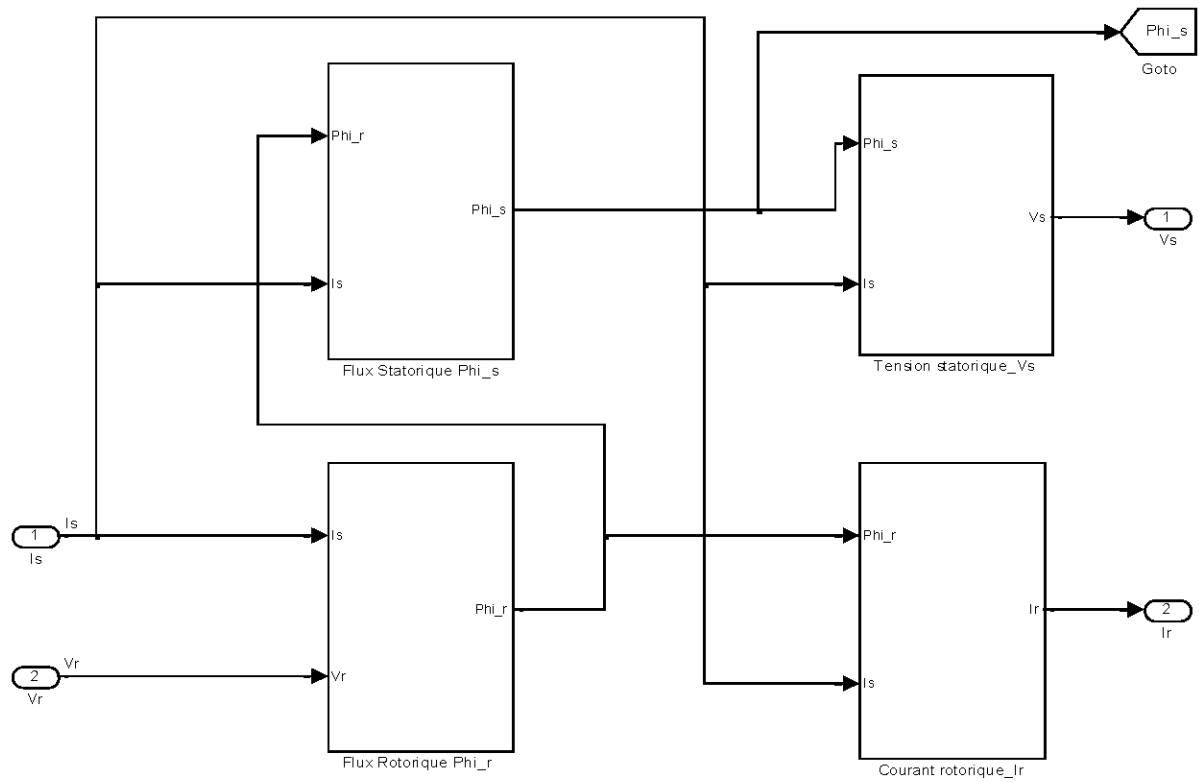 Phi_s
Goto
Phi_r
Phi_s
Is
Flux Statorique Phi_s
Phi_s
Vs
Is
Tension statorique_Vs
1
Vs
Is
1
Is
Vr
2
Vr
Is
Phi_r
Vr
Flux Rotorique Phi_r
Phi_r
Ir
Is
Courant rotorique_Ir
2
Ir